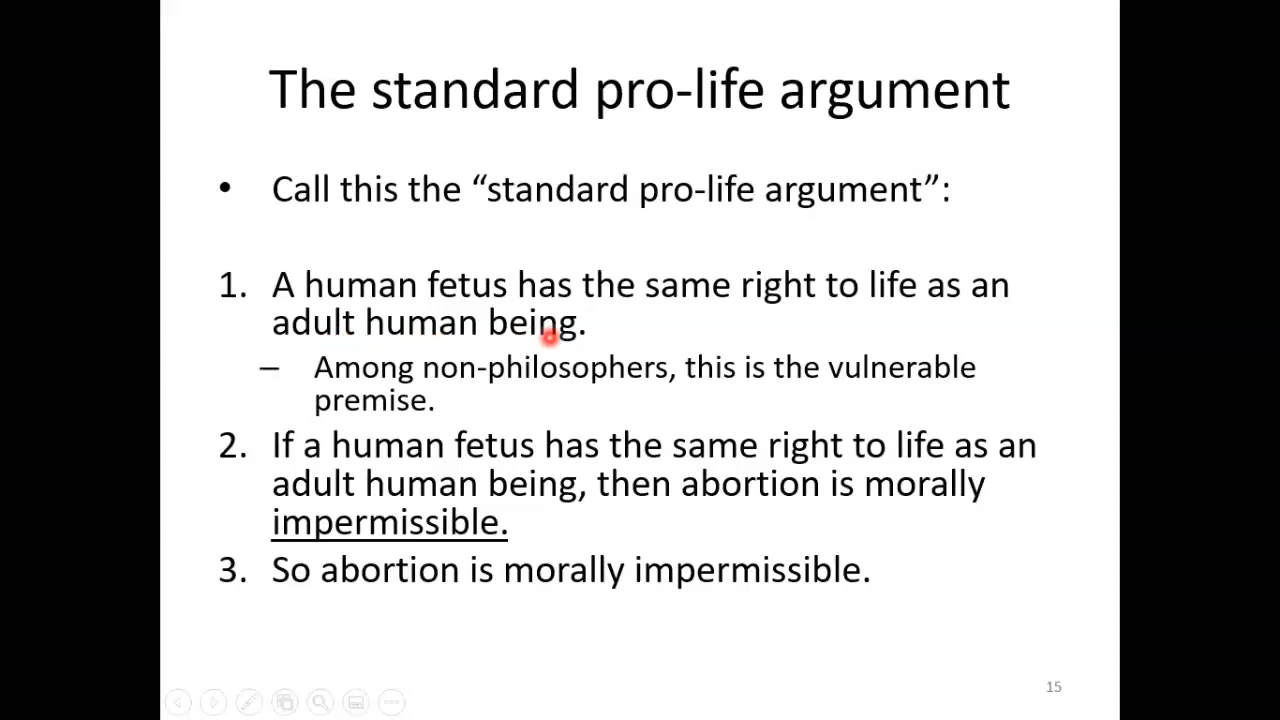 The standard pro-life argument
• Call this the “standard pro-life argument”:
1. A human fetus has the same right to life as an
adult human being.
– Among non-philosophers, this is the vulnerable
premise.
2. If a human fetus has the same right to life as an
adult human being, then abortion is morally
impermissible.
3. So abortion is morally impermissible.
15